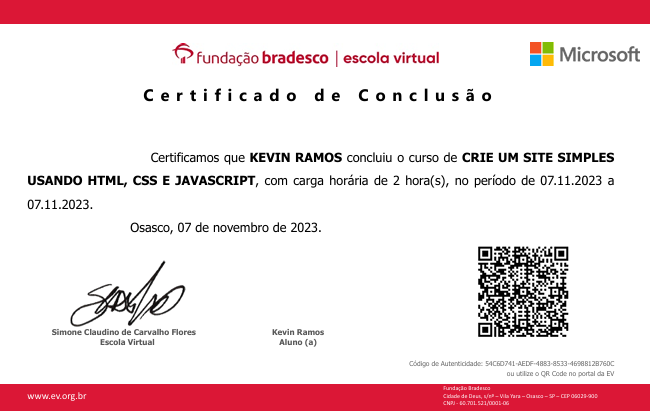 fundação bradesco | escola virtual
Microsoft
Certificado de Conclusão
Certificamos que KEVIN RAMOS concluiu o curso de CRIE UM SITE SIMPLES
USANDO HTML, CSS E JAVASCRIPT, com carga horária de 2 hora(s), no período de 07.11.2023 a
07.11.2023.
Osasco, 07 de novembro de 2023.
Simone Claudino de Carvalho Flores
Escola Virtual
Kevin Ramos
Aluno (a)
Código de Autenticidade: 54C6D741-AEDF-4883-8533-46988128760C
ou utilize o QR Code no portal da EV
www.ev.org.br
Fundação Bradesco
Cidade de Deus, s/nº – Vila Yara – Osasco – SP – CEP 06029-900
CNPJ - 60.701.521/0001-06